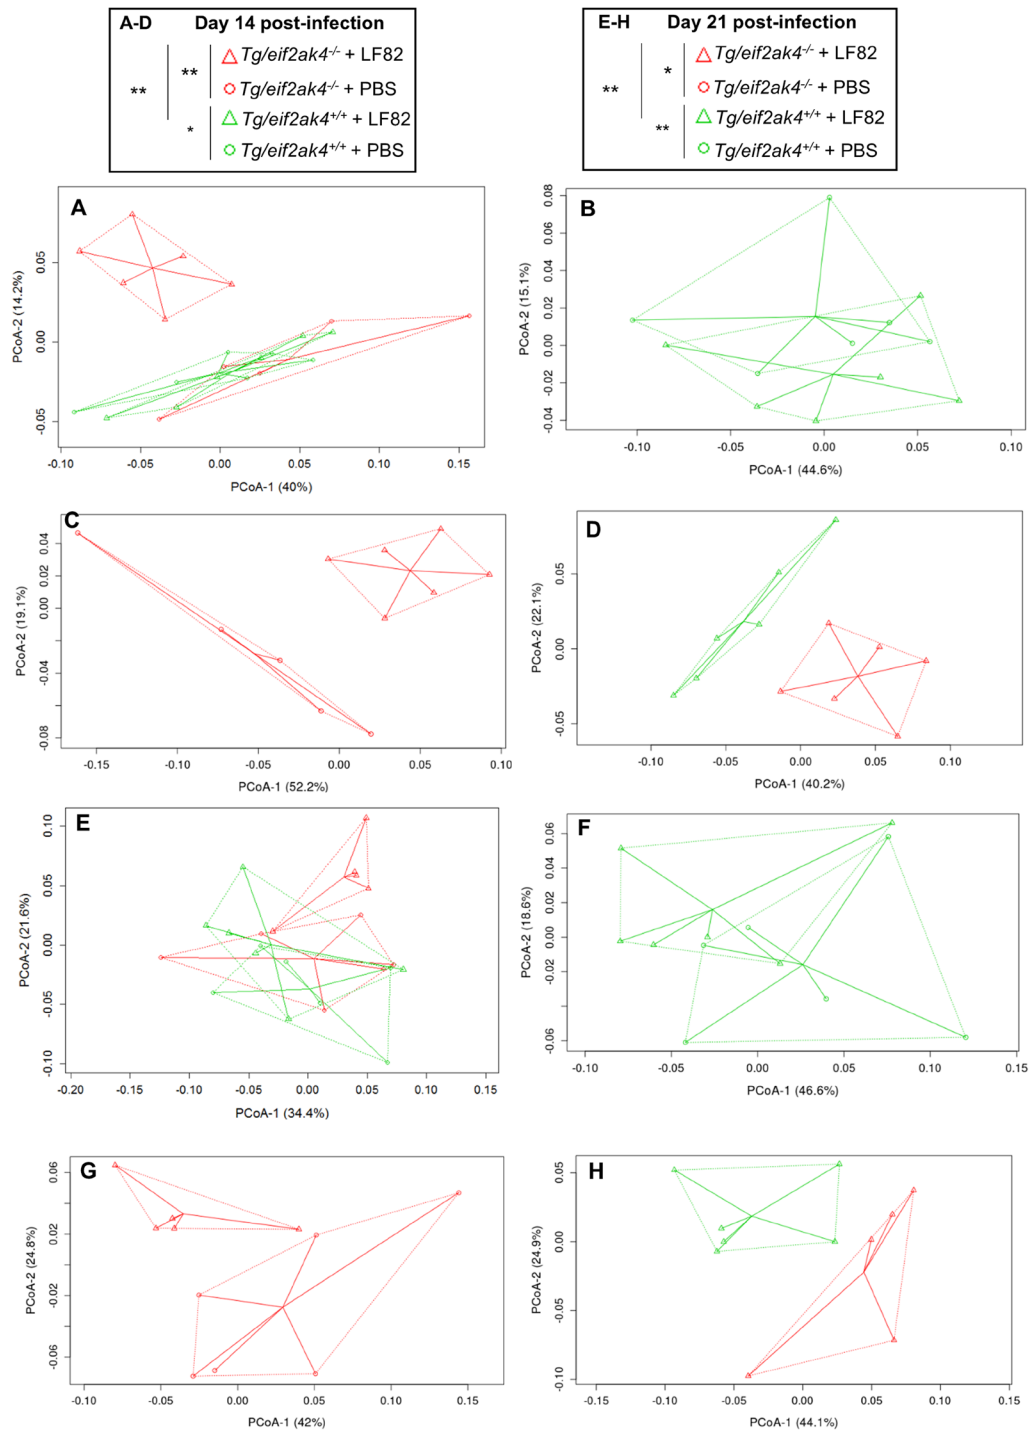 A-D Day 14 post-infection
** ** Tg/eif2ak4-/- + LF82
Tg/eif2ak4-/- + PBS
* Tg/eif2ak4+/+ + LF82
Tg/eif2ak4+/+ + PBS
E-H Day 21 post-infection
** * Tg/eif2ak4-/- + LF82
Tg/eif2ak4-/- + PBS
** Tg/eif2ak4+/+ + LF82
Tg/eif2ak4+/+ + PBS
A
PCoA-2 (14.2%)
0.05
0.00
-0.05
-0.10 -0.05 0.00 0.05 0.10 0.15
PCoA-1 (40%)
B
PCoA-2 (15.1%)
0.08
0.02
0.00
-0.02
-0.04
-0.10 -0.05 0.00 0.05 0.10
PCoA-1 (44.6%)
C
PCoA-2 (19.1%)
0.04
0.02
0.00
-0.04
-0.08
-0.15 -0.10 -0.05 0.00 0.05 0.10
PCoA-1 (52.2%)
D
PCoA-2 (22.1%)
0.05
0.00
-0.05
-0.10 -0.05 0.00 0.05 0.10
PCoA-1 (40.2%)
E
PCoA-2 (21.6%)
0.10
0.05
0.00
-0.05
-0.10
-0.20 -0.10 -0.10 -0.05 0.00 0.05 0.10 0.15
PCoA-1 (34.4%)
F
PCoA-2 (18.6%)
0.06
0.02
0.00
-0.02
-0.06
-0.10 -0.05 0.00 0.05 0.10 0.15
PCoA-1 (46.6%)
G
PCoA-2 (24.8%)
0.06
0.02
-0.02
-0.06
-0.10 -0.05 0.00 0.05 0.10 0.15
PCoA-1 (42%)
H
PCoA-2 (24.9%)
0.05
0.00
-0.05
-0.10
-0.15 -0.10 -0.05 0.00 0.05 0.10 0.15
PCoA-1 (44.1%)